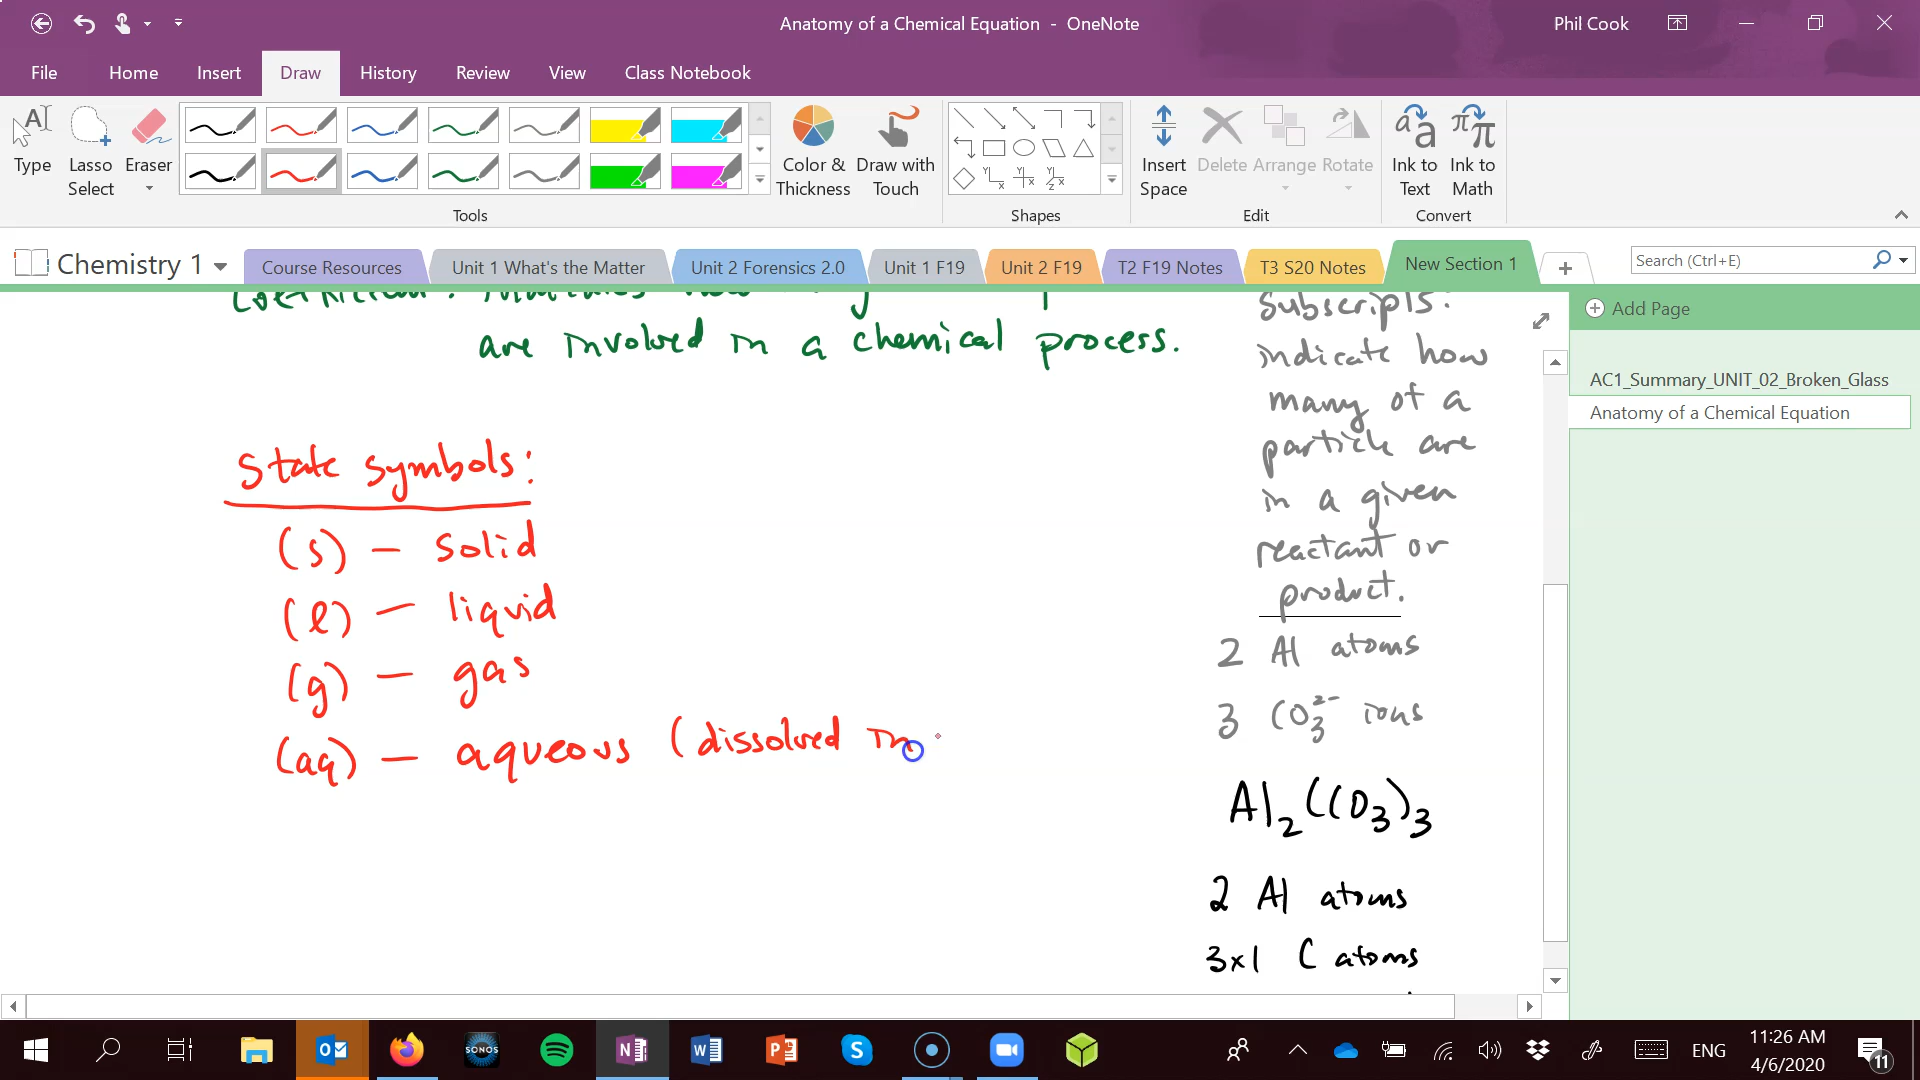 Anatomy of a Chemical Equation - OneNote
Phil Cook
File Home Insert Draw History Review View Class Notebook
Type Lasso Select Eraser Color & Thickness Draw with Touch Insert Space Delete Arrange Rotate Ink to Text Ink to Math
Tools Shapes Edit Convert
Chemistry 1
Course Resources Unit 1 What's the Matter Unit 2 Forensics 2.0 Unit 1 F19 Unit 2 F19 T2 F19 Notes T3 S20 Notes New Section 1
Search (Ctrl+E)
Add Page
AC1_Summary_UNIT_02_Broken_Glass
Anatomy of a Chemical Equation
are involved in a chemical process.
State symbols:
(s) — solid
(l) — liquid
(g) — gas
(aq) — aqueous (dissolved in
Subscripts:
indicate how
many of a
particle are
in a given
reactant or
product.
2 Al atoms
3 CO₃²⁻ ions
Al₂(CO₃)₃
2 Al atoms
3x1 C atoms
SONOS
ENG
11:26 AM
4/6/2020
11